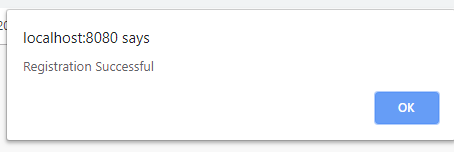 localhost:8080 says
Registration Successful
OK